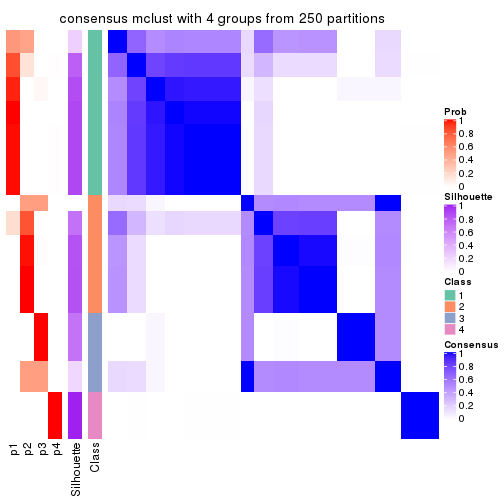 consensus mclust with 4 groups from 250 partitions
Prob
1
0.8
0.6
0.4
0.2
0
Silhouette
1
0.8
0.6
0.4
0.2
0
Class
1
2
3
4
Consensus
1
0.8
0.6
0.4
0.2
0
p1
p2
p3
p4
Silhouette
Class